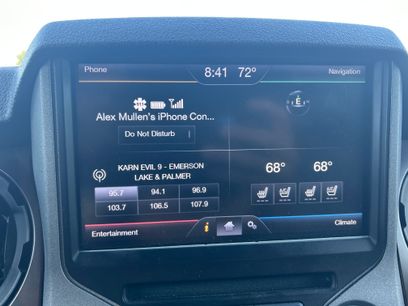 Phone
8:41 72°
Navigation
E
Alex Mullen's iPhone Con...
Do Not Disturb
KARN EVIL 9 - EMERSON
LAKE & PALMER
95.7 94.1 96.9
103.7 106.5 107.9
68° 68°
Entertainment
i
Climate